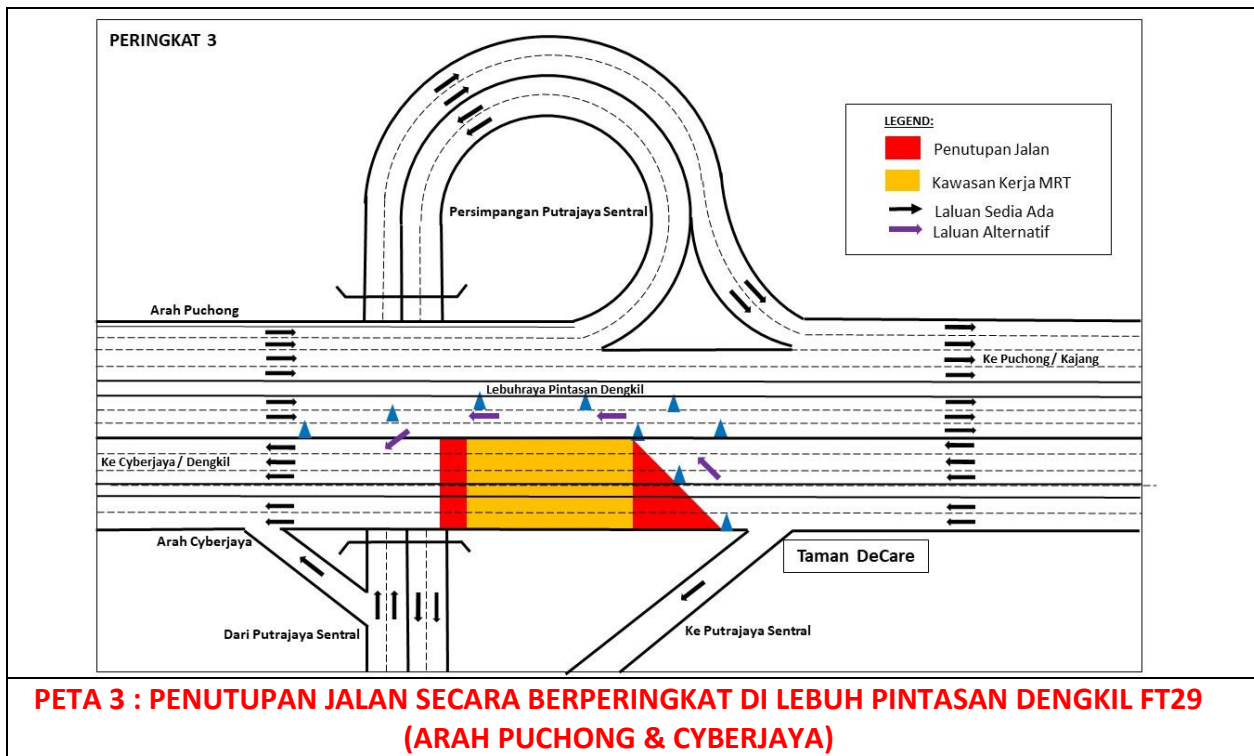 PERINGKAT 3
LEGEND:
Penutupan Jalan
Kawasan Kerja MRT
Laluan Sedia Ada
Laluan Alternatif
Persimpangan Putrajaya Sentral
Arah Puchong
Ke Puchong / Kajang
Lebuhraya Pintasan Dengkil
Ke Cyberjaya / Dengkil
Arah Cyberjaya
Taman DeCare
Dari Putrajaya Sentral
Ke Putrajaya Sentral
PETA 3 : PENUTUPAN JALAN SECARA BERPERINGKAT DI LEBUH PINTASAN DENGKIL FT29
(ARAH PUCHONG & CYBERJAYA)